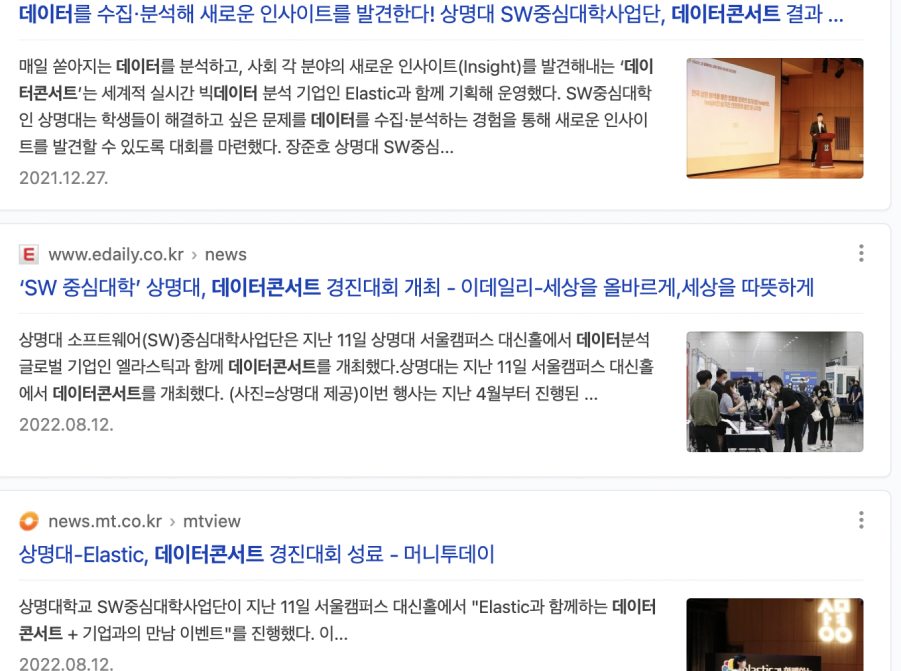 데이터를 수집·분석해 새로운 인사이트를 발견한다! 상명대 SW중심대학사업단, 데이터콘서트 결과 ...
매일 쏟아지는 데이터를 분석하고, 사회 각 분야의 새로운 인사이트(Insight)를 발견해내는 ‘데이
터콘서트’는 세계적 실시간 빅데이터 분석 기업인 Elastic과 함께 기획해 운영했다. SW중심대학
인 상명대는 학생들이 해결하고 싶은 문제를 데이터를 수집·분석하는 경험을 통해 새로운 인사이
트를 발견할 수 있도록 대회를 마련했다. 장준호 상명대 SW중심...
2021.12.27.
E www.edaily.co.kr › news
‘SW 중심대학’ 상명대, 데이터콘서트 경진대회 개최 - 이데일리-세상을 올바르게,세상을 따뜻하게
상명대 소프트웨어(SW)중심대학사업단은 지난 11일 상명대 서울캠퍼스 대신홀에서 데이터분석
글로벌 기업인 엘라스틱과 함께 데이터콘서트를 개최했다.상명대는 지난 11일 서울캠퍼스 대신홀
에서 데이터콘서트를 개최했다. (사진=상명대 제공)이번 행사는 지난 4월부터 진행된 ...
2022.08.12.
news.mt.co.kr › mtview
상명대-Elastic, 데이터콘서트 경진대회 성료 - 머니투데이
상명대학교 SW중심대학사업단이 지난 11일 서울캠퍼스 대신홀에서 "Elastic과 함께하는 데이터
콘서트 + 기업과의 만남 이벤트"를 진행했다. 이...
상명
2022.08.12.